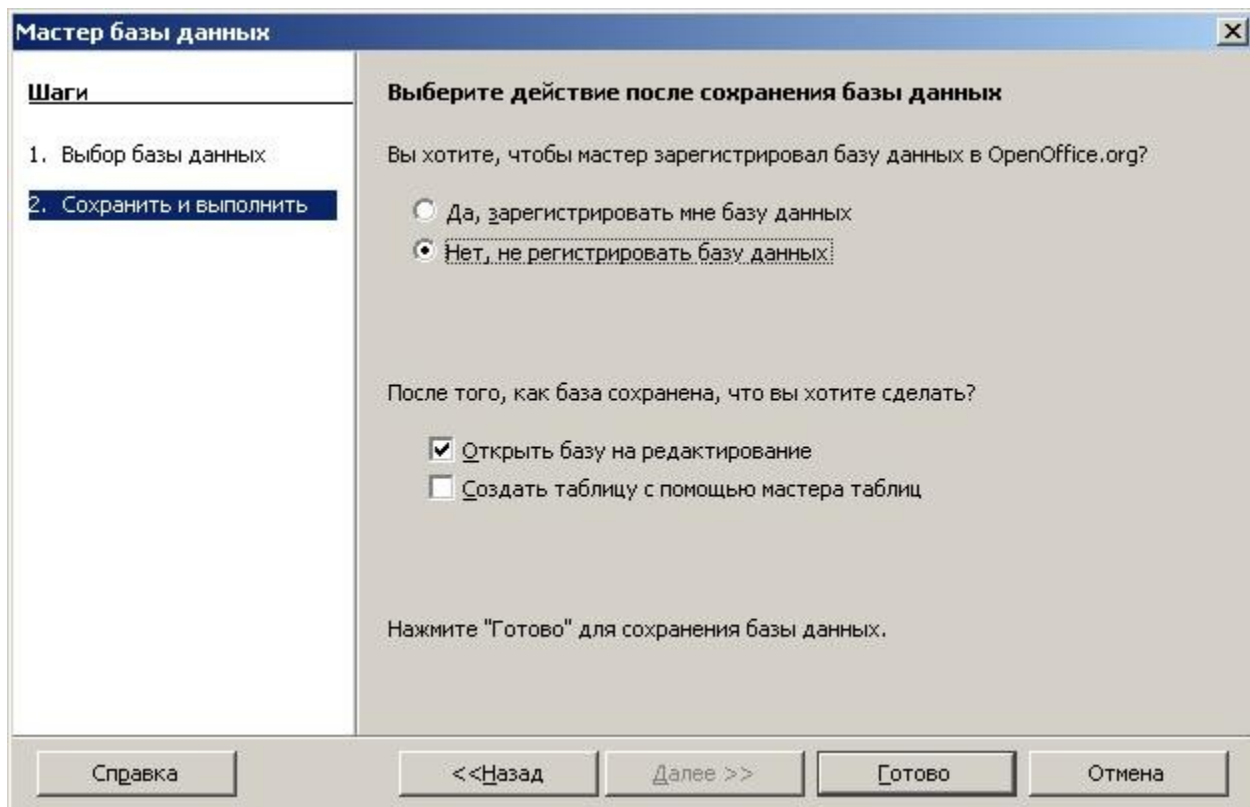 Мастер базы данных
Шаги
1. Выбор базы данных
2. Сохранить и выполнить
Выберите действие после сохранения базы данных
Вы хотите, чтобы мастер зарегистрировал базу данных в OpenOffice.org?
Да, зарегистрировать мне базу данных
Нет, не регистрировать базу данных
После того, как база сохранена, что вы хотите сделать?
Открыть базу на редактирование
Создать таблицу с помощью мастера таблиц
Нажмите "Готово" для сохранения базы данных.
Справка
<<Назад
Далее >>
Готово
Отмена